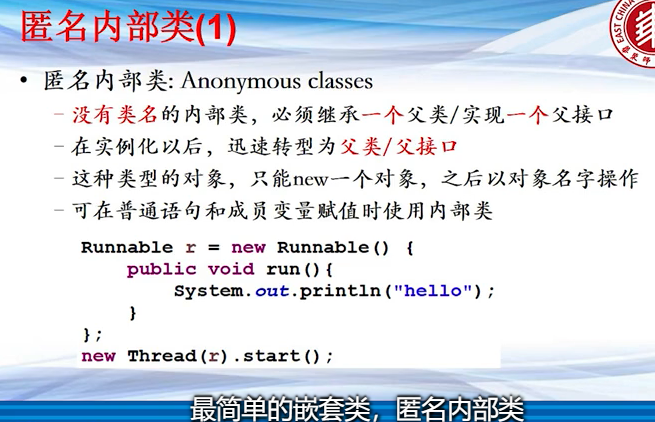 匿名内部类(1)
• 匿名内部类: Anonymous classes
– 没有类名的内部类，必须继承一个父类/实现一个父接口
– 在实例化以后，迅速转型为父类/父接口
– 这种类型的对象，只能new一个对象，之后以对象名字操作
– 可在普通语句和成员变量赋值时使用内部类
Runnable r = new Runnable() {
public void run(){
System.out.println("hello");
}
};
new Thread(r).start();
EAST CHINA
最简单的嵌套类，匿名内部类